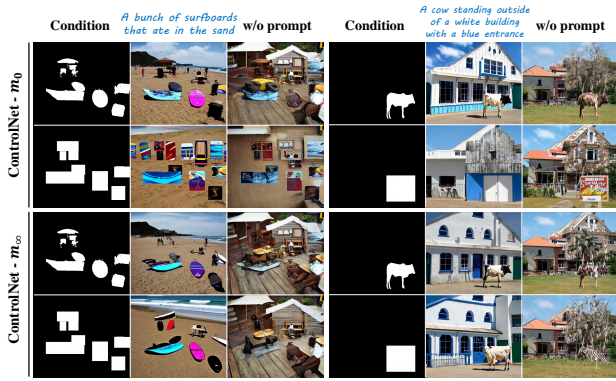 Condition
A bunch of surfboards
that ate in the sand
w/o prompt
Condition
A cow standing outside
of a white building
with a blue entrance
w/o prompt
ControlNet - m₀
ControlNet - m∞